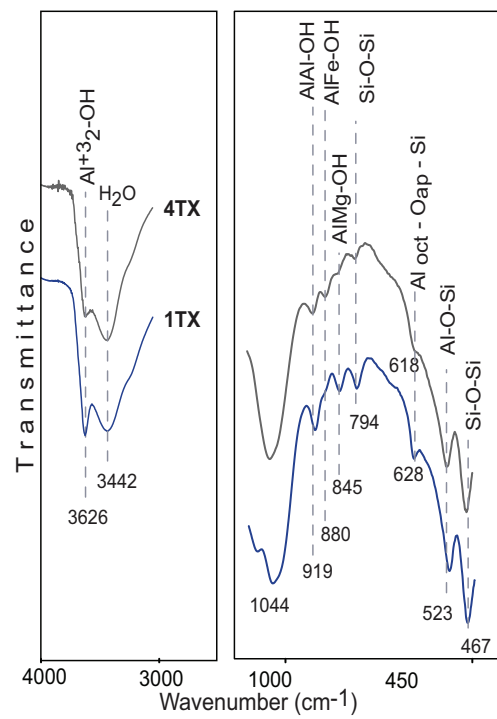 Transmittance
Al+3₂-OH
H₂O
4TX
1TX
3442
3626
AlAl-OH
AlFe-OH
Si-O-Si
AlMg-OH
Al oct - Oap - Si
Al-O-Si
Si-O-Si
618
794
628
845
880
919
1044
523
467
4000
3000
1000
450
Wavenumber (cm-1)